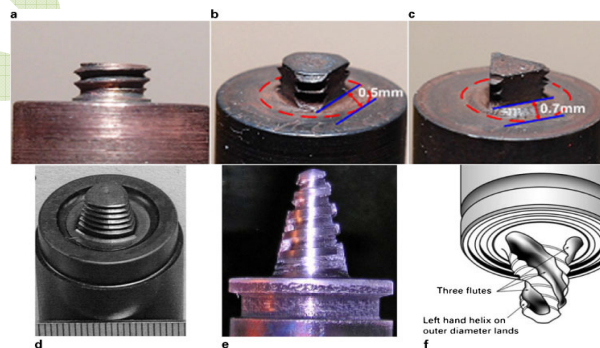 a
b
c
0.5mm
0.7mm
Three flutes
Left hand helix on
outer diameter lands
d
e
f